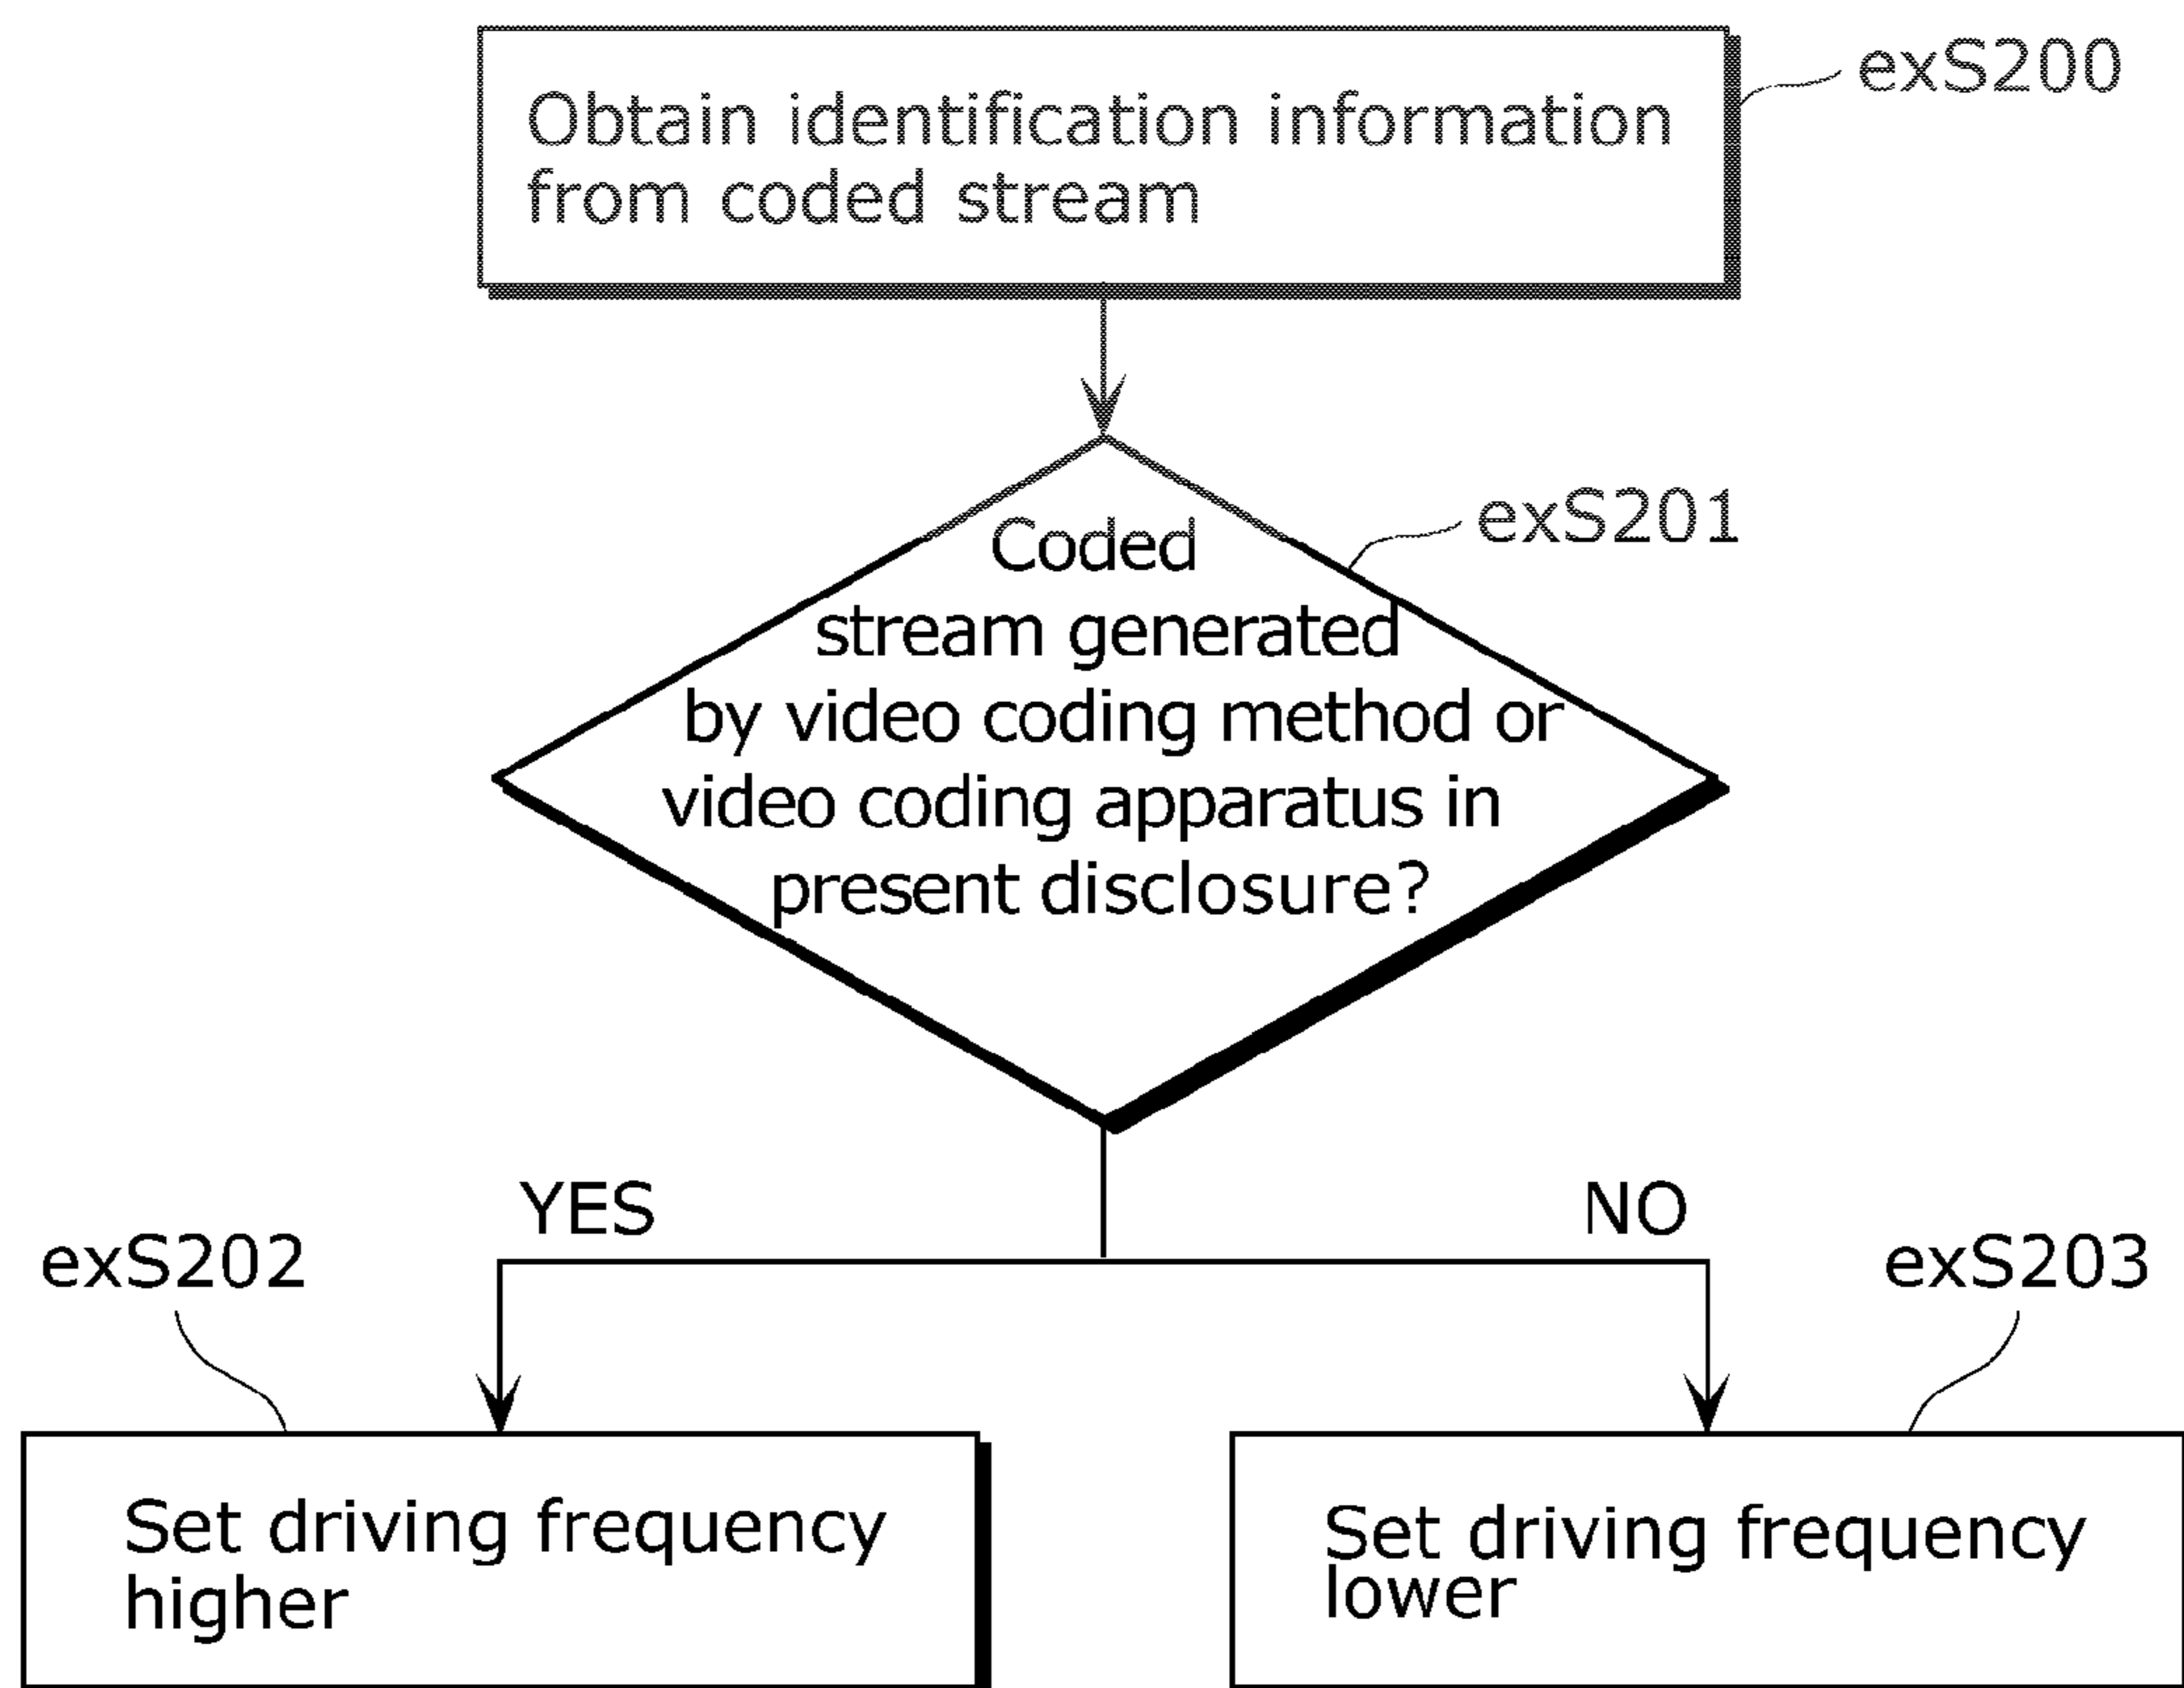 Obtain identification information
from coded stream
exS200
Coded
stream generated
by video coding method or
video coding apparatus in
present disclosure?
exS201
YES
NO
exS202
exS203
Set driving frequency
higher
Set driving frequency
lower